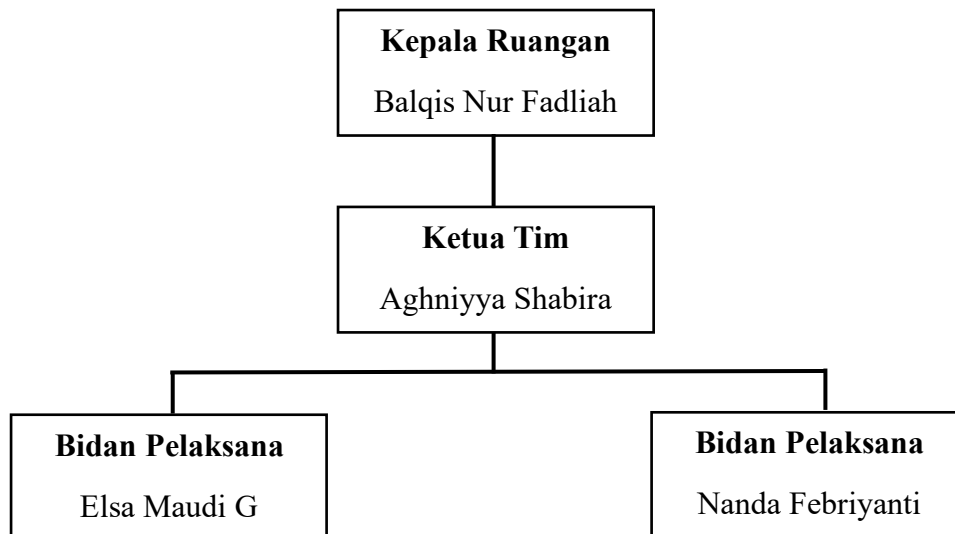 Kepala Ruangan
Balqis Nur Fadliah
Ketua Tim
Aghniyya Shabira
Bidan Pelaksana
Elsa Maudi G
Bidan Pelaksana
Nanda Febriyanti